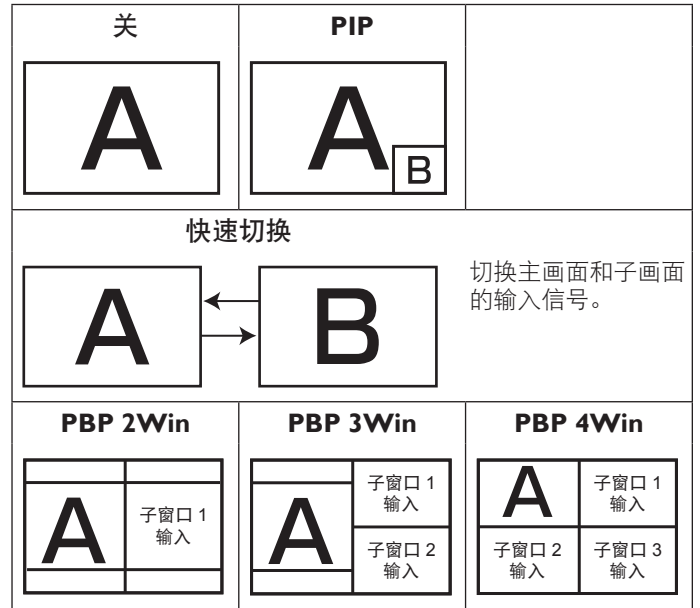 关
PIP
A
A
B
快速切换
A
B
切换主画面和子画面
的输入信号。
PBP 2Win
PBP 3Win
PBP 4Win
A
子窗口 1
输入
A
子窗口 1
输入
子窗口 2
输入
A
子窗口 1
输入
子窗口 2
输入
子窗口 3
输入